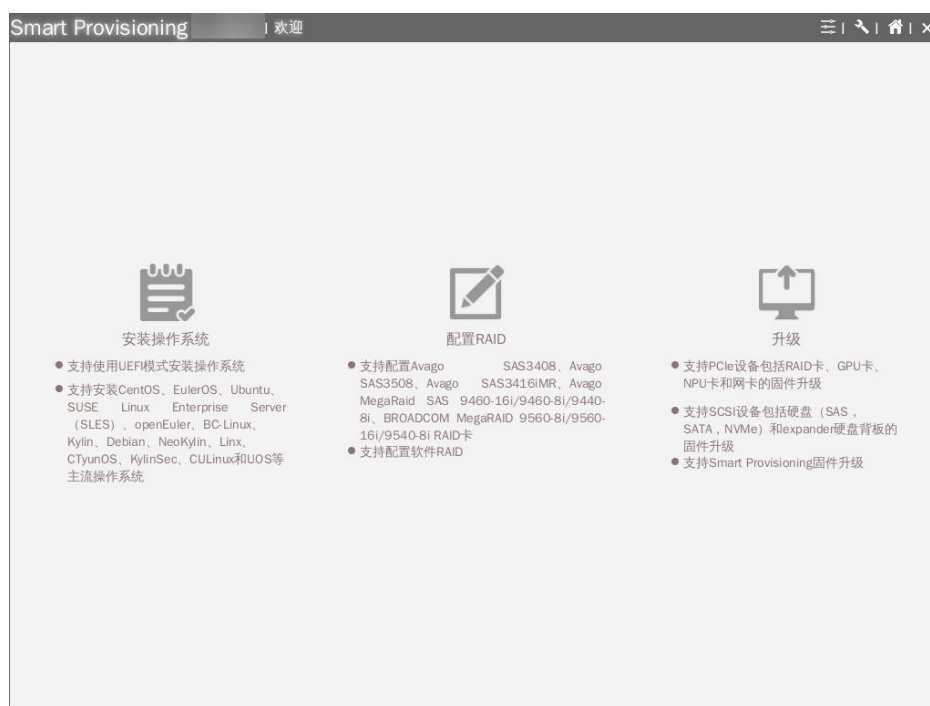 Smart Provisioning
欢迎
安装操作系统
● 支持使用UEFI模式安装操作系统
● 支持安装CentOS、EulerOS、Ubuntu、
SUSE Linux Enterprise Server
（SLES）、openEuler、BC-Linux、
Kylin、Debian、NeoKylin、Linx、
CTyunOS、KylinSec、CULinux和UOS等
主流操作系统
配置RAID
● 支持配置Avago SAS3408、Avago
SAS3508、Avago SAS3416iMR、Avago
MegaRaid SAS 9460-16i/9460-8i/9440-
8i、BROADCOM MegaRAID 9560-8i/9560-
16i/9540-8i RAID卡
● 支持配置软件RAID
升级
● 支持PCIe设备包括RAID卡、GPU卡、
NPU卡和网卡的固件升级
● 支持SCSI设备包括硬盘（SAS，
SATA，NVMe）和expander硬盘背板的
固件升级
● 支持Smart Provisioning固件升级